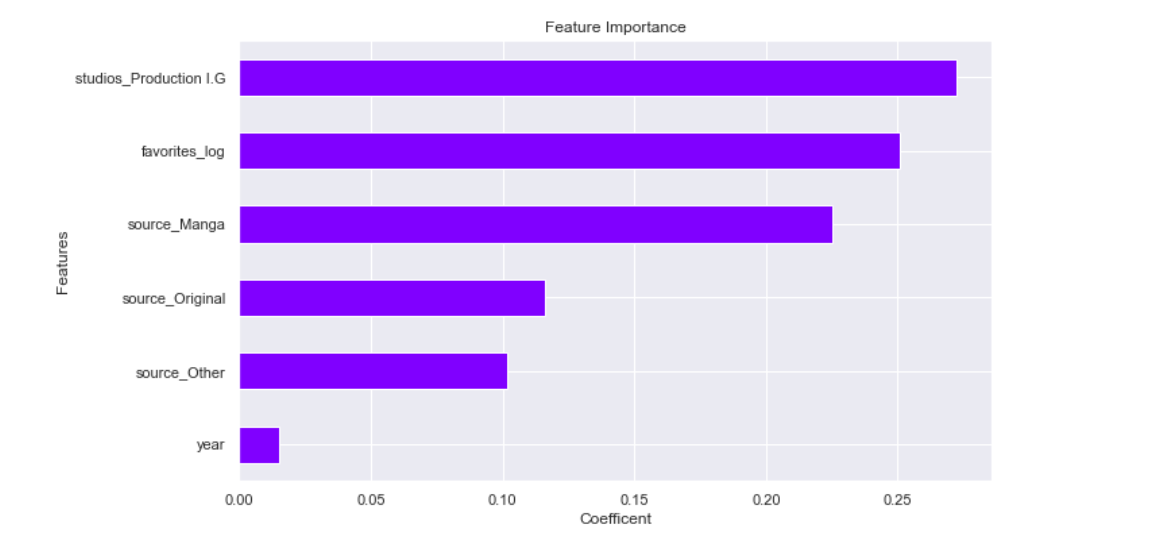 Feature Importance
studios_Production I.G
favorites_log
source_Manga
source_Original
source_Other
year
Features
0.00 0.05 0.10 0.15 0.20 0.25
Coefficent